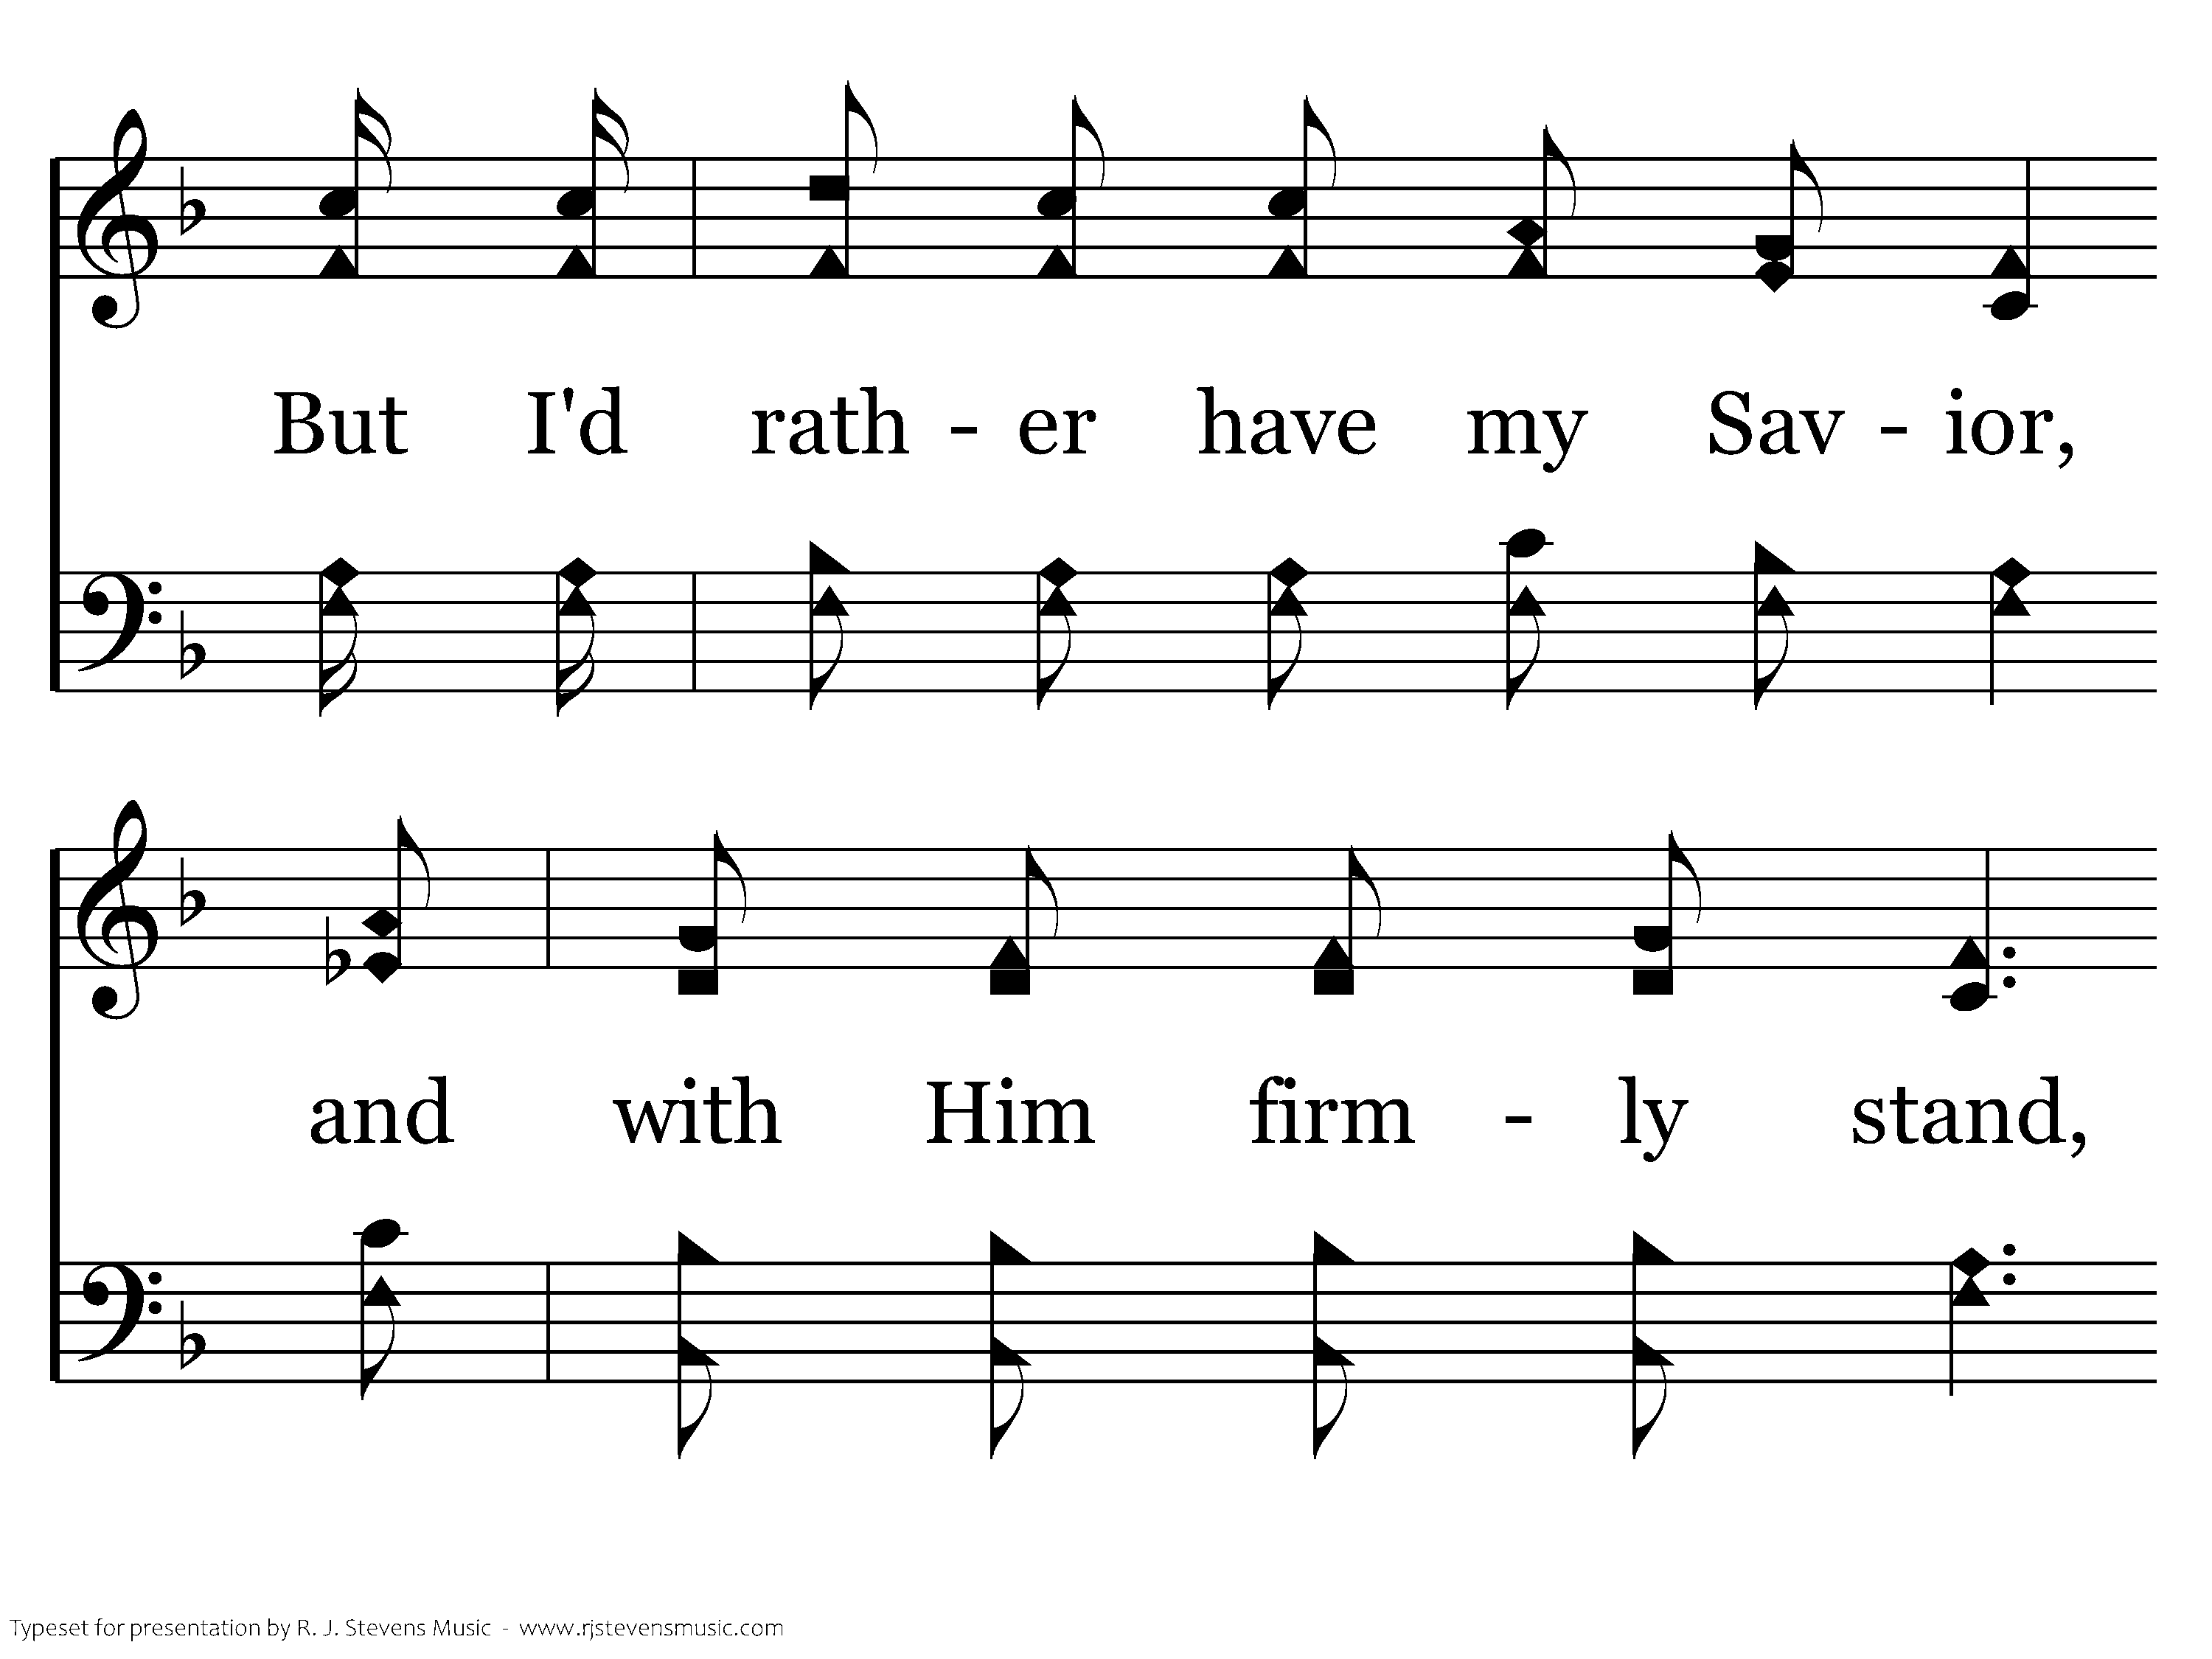 But I'd rath - er have my Sav - ior,
and with Him firm - ly stand,
Typeset for presentation by R. J. Stevens Music - www.rjstevensmusic.com